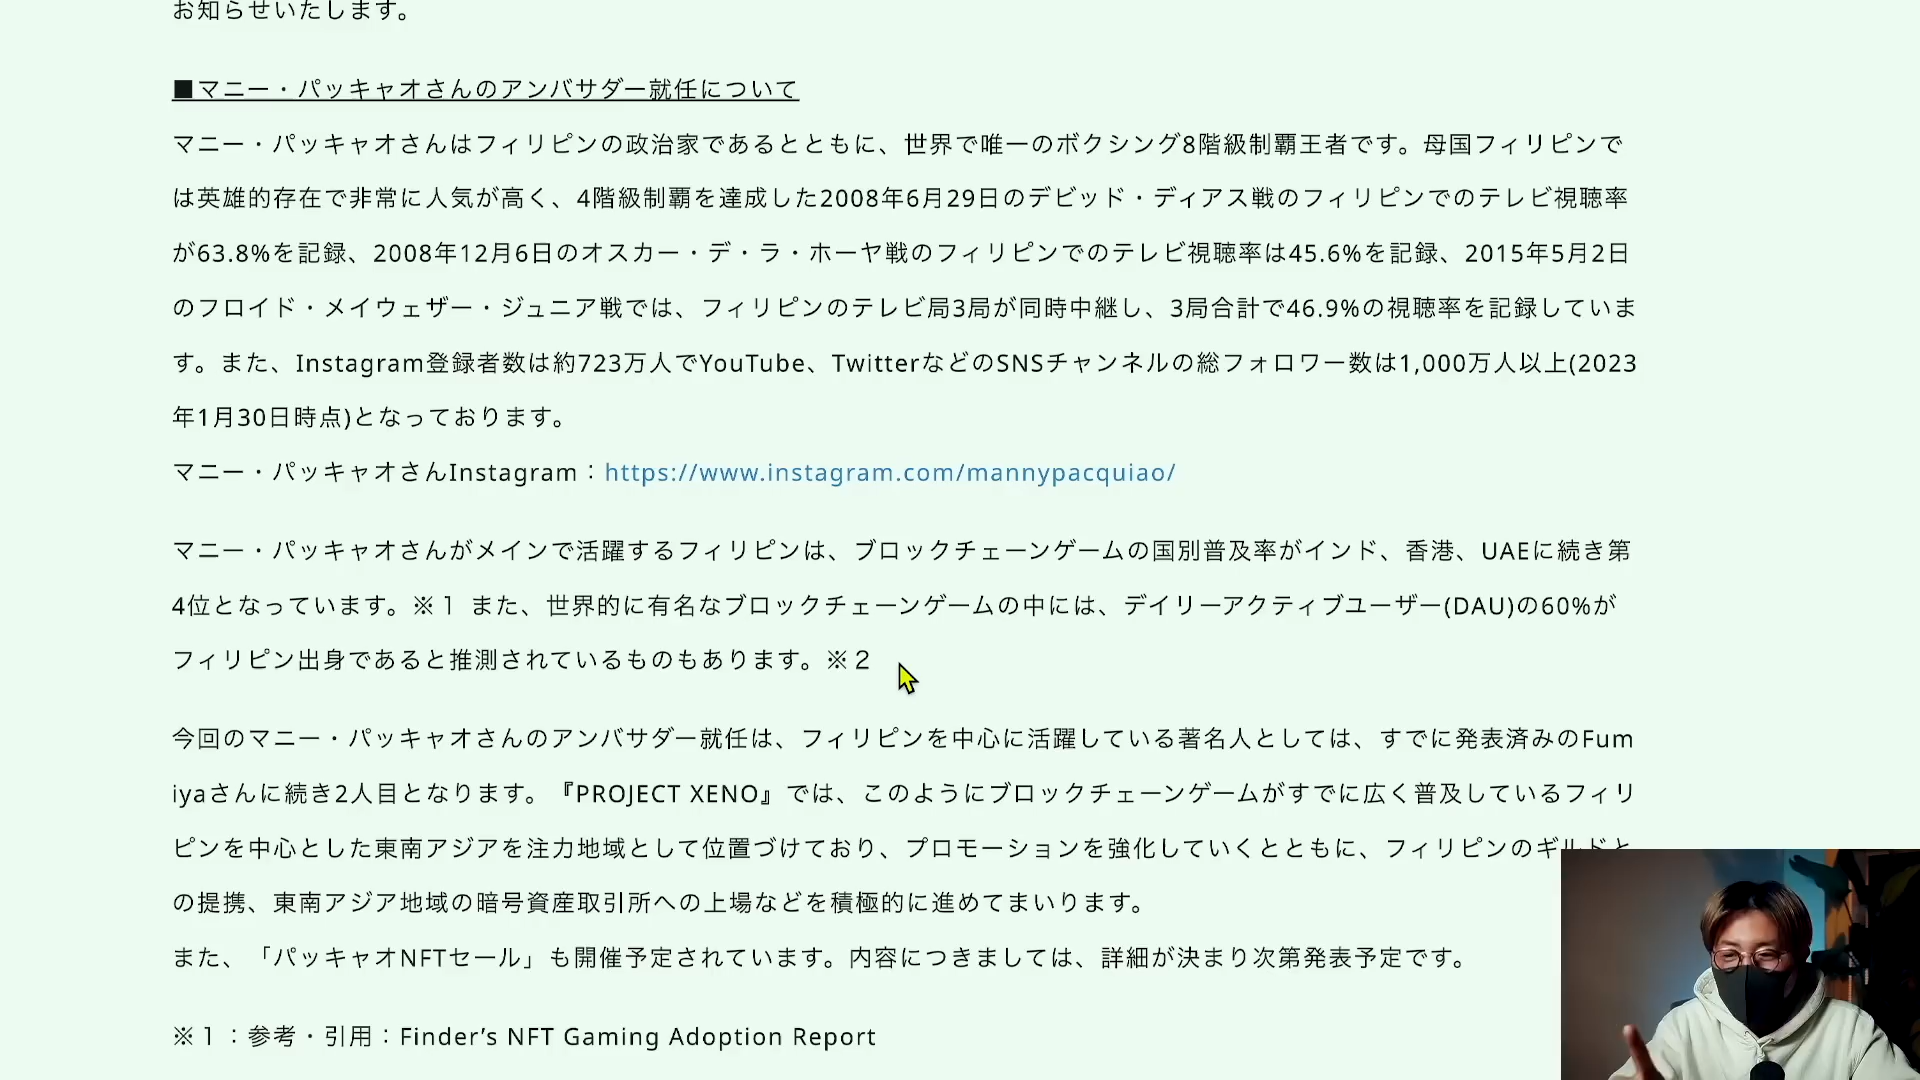 お知らせいたします。
■マニー・パッキャオさんのアンバサダー就任について
マニー・パッキャオさんはフィリピンの政治家であるとともに、世界で唯一のボクシング8階級制覇王者です。母国フィリピンで
は英雄的存在で非常に人気が高く、4階級制覇を達成した2008年6月29日のデビッド・ディアス戦のフィリピンでのテレビ視聴率
が63.8%を記録、2008年12月6日のオスカー・デ・ラ・ホーヤ戦のフィリピンでのテレビ視聴率は45.6%を記録、2015年5月2日
のフロイド・メイウェザー・ジュニア戦では、フィリピンのテレビ局3局が同時中継し、3局合計で46.9%の視聴率を記録していま
す。また、Instagram登録者数は約723万人でYouTube、TwitterなどのSNSチャンネルの総フォロワー数は1,000万人以上(2023
年1月30日時点)となっております。
マニー・パッキャオさんInstagram：https://www.instagram.com/mannypacquiao/
マニー・パッキャオさんがメインで活躍するフィリピンは、ブロックチェーンゲームの国別普及率がインド、香港、UAEに続き第
4位となっています。※１ また、世界的に有名なブロックチェーンゲームの中には、デイリーアクティブユーザー(DAU)の60%が
フィリピン出身であると推測されているものもあります。※２
今回のマニー・パッキャオさんのアンバサダー就任は、フィリピンを中心に活躍している著名人としては、すでに発表済みのFum
iyaさんに続き2人目となります。『PROJECT XENO』では、このようにブロックチェーンゲームがすでに広く普及しているフィリ
ピンを中心とした東南アジアを注力地域として位置づけており、プロモーションを強化していくとともに、フィリピンのギルドと
の提携、東南アジア地域の暗号資産取引所への上場などを積極的に進めてまいります。
また、「パッキャオNFTセール」も開催予定されています。内容につきましては、詳細が決まり次第発表予定です。
※１：参考・引用：Finder’s NFT Gaming Adoption Report